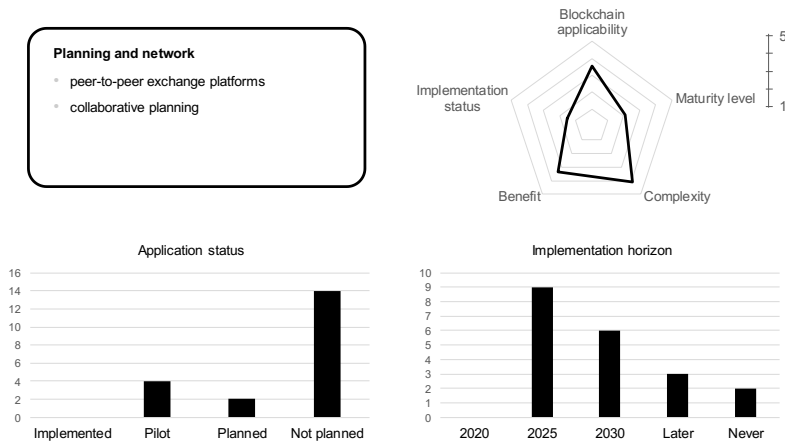 Planning and network
peer-to-peer exchange platforms
collaborative planning
Blockchain
applicability
5
Implementation
status
Maturity level
1
Benefit
Complexity
Application status
16
14
12
10
8
6
4
2
0
Implemented Pilot Planned Not planned
Implementation horizon
10
9
8
7
6
5
4
3
2
1
0
2020 2025 2030 Later Never